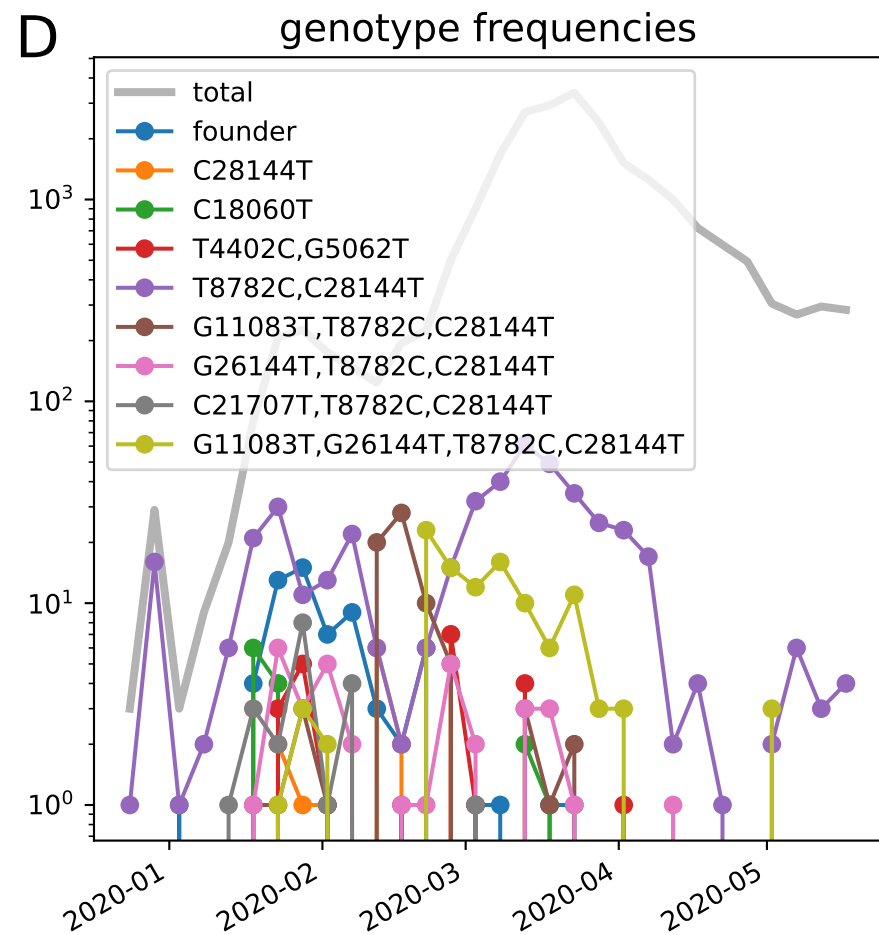 D
genotype frequencies
total
founder
C28144T
C18060T
T4402C,G5062T
T8782C,C28144T
G11083T,T8782C,C28144T
G26144T,T8782C,C28144T
C21707T,T8782C,C28144T
G11083T,G26144T,T8782C,C28144T
10³
10²
10¹
10⁰
2020-01
2020-02
2020-03
2020-04
2020-05